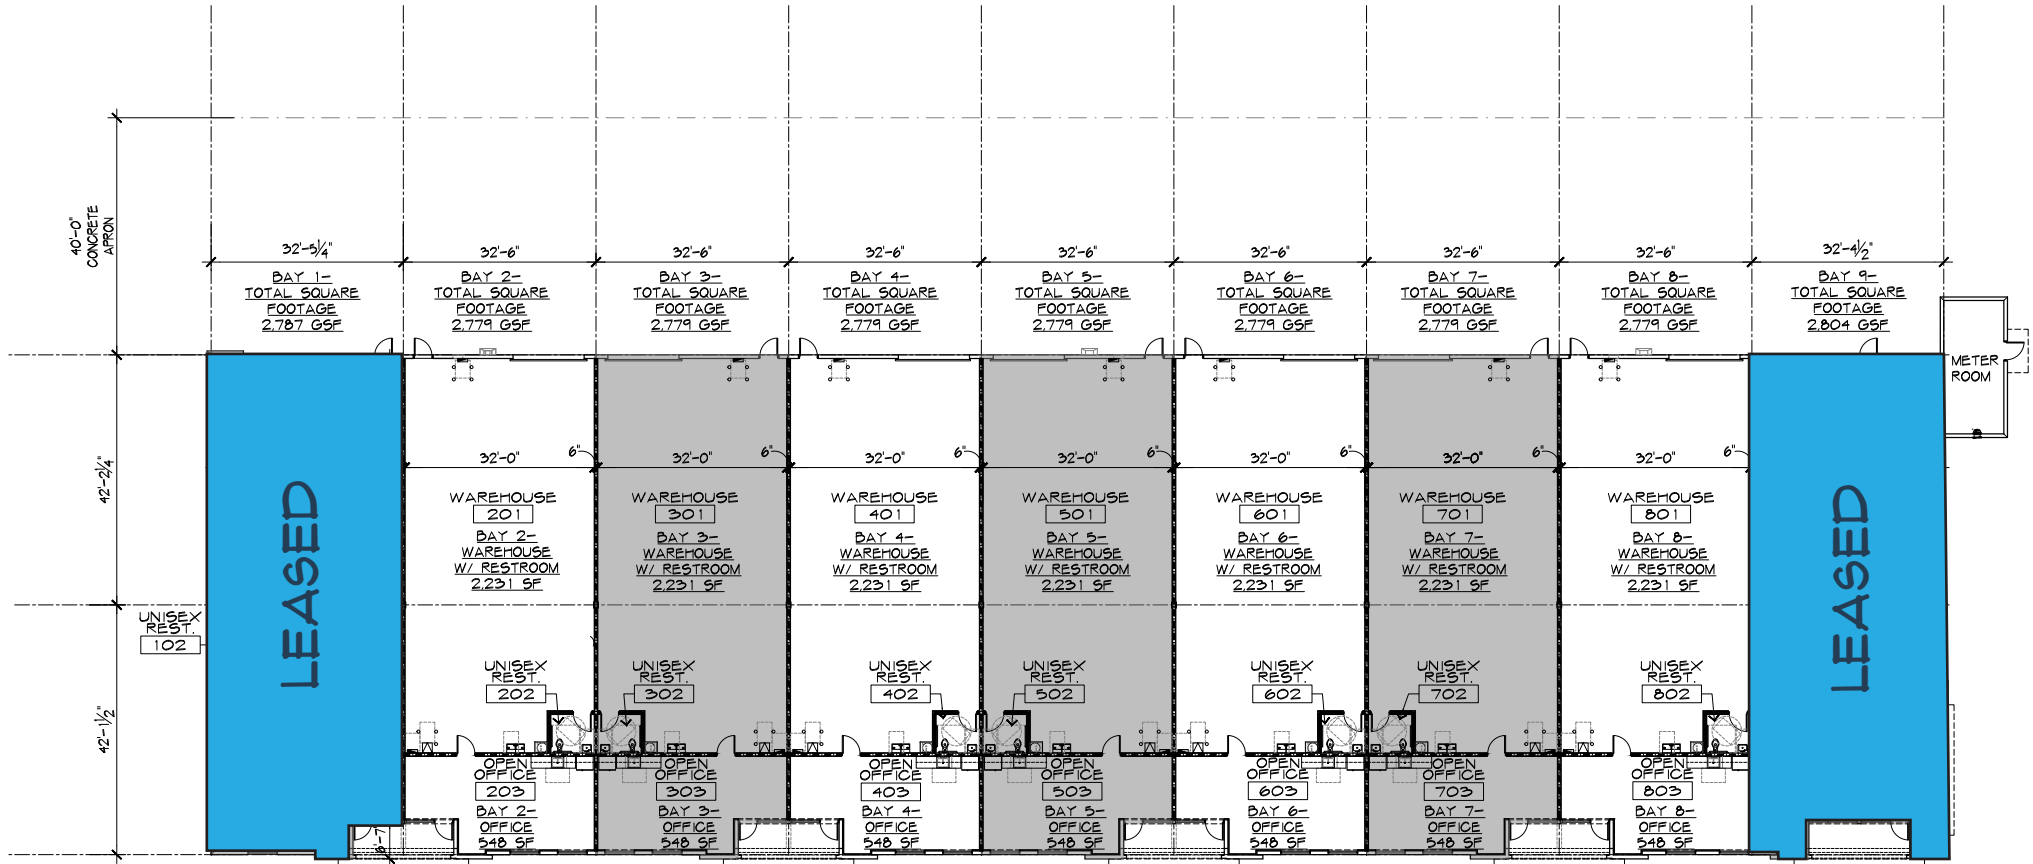 40'-0"
CONCRETE
APRON
32'-5¼"
32'-6"
32'-6"
32'-6"
32'-6"
32'-6"
32'-6"
32'-6"
32'-4½"
BAY 1-
TOTAL SQUARE
FOOTAGE
2,787 GSF
BAY 2-
TOTAL SQUARE
FOOTAGE
2,779 GSF
BAY 3-
TOTAL SQUARE
FOOTAGE
2,779 GSF
BAY 4-
TOTAL SQUARE
FOOTAGE
2,779 GSF
BAY 5-
TOTAL SQUARE
FOOTAGE
2,779 GSF
BAY 6-
TOTAL SQUARE
FOOTAGE
2,779 GSF
BAY 7-
TOTAL SQUARE
FOOTAGE
2,779 GSF
BAY 8-
TOTAL SQUARE
FOOTAGE
2,779 GSF
BAY 9-
TOTAL SQUARE
FOOTAGE
2,804 GSF
METER
ROOM
42'-2¼"
32'-0"
6"
32'-0"
6"
32'-0"
6"
32'-0"
6"
32'-0"
6"
32'-0"
6"
32'-0"
6"
LEASED
WAREHOUSE
201
BAY 2-
WAREHOUSE
W/ RESTROOM
2,231 SF
WAREHOUSE
301
BAY 3-
WAREHOUSE
W/ RESTROOM
2,231 SF
WAREHOUSE
401
BAY 4-
WAREHOUSE
W/ RESTROOM
2,231 SF
WAREHOUSE
501
BAY 5-
WAREHOUSE
W/ RESTROOM
2,231 SF
WAREHOUSE
601
BAY 6-
WAREHOUSE
W/ RESTROOM
2,231 SF
WAREHOUSE
701
BAY 7-
WAREHOUSE
W/ RESTROOM
2,231 SF
WAREHOUSE
801
BAY 8-
WAREHOUSE
W/ RESTROOM
2,231 SF
LEASED
UNISEX
REST.
102
UNISEX
REST.
202
UNISEX
REST.
302
UNISEX
REST.
402
UNISEX
REST.
502
UNISEX
REST.
602
UNISEX
REST.
702
UNISEX
REST.
802
42'-1½"
OPEN
OFFICE
203
BAY 2-
OFFICE
548 SF
OPEN
OFFICE
303
BAY 3-
OFFICE
548 SF
OPEN
OFFICE
403
BAY 4-
OFFICE
548 SF
OPEN
OFFICE
503
BAY 5-
OFFICE
548 SF
OPEN
OFFICE
603
BAY 6-
OFFICE
548 SF
OPEN
OFFICE
703
BAY 7-
OFFICE
548 SF
OPEN
OFFICE
803
BAY 8-
OFFICE
548 SF